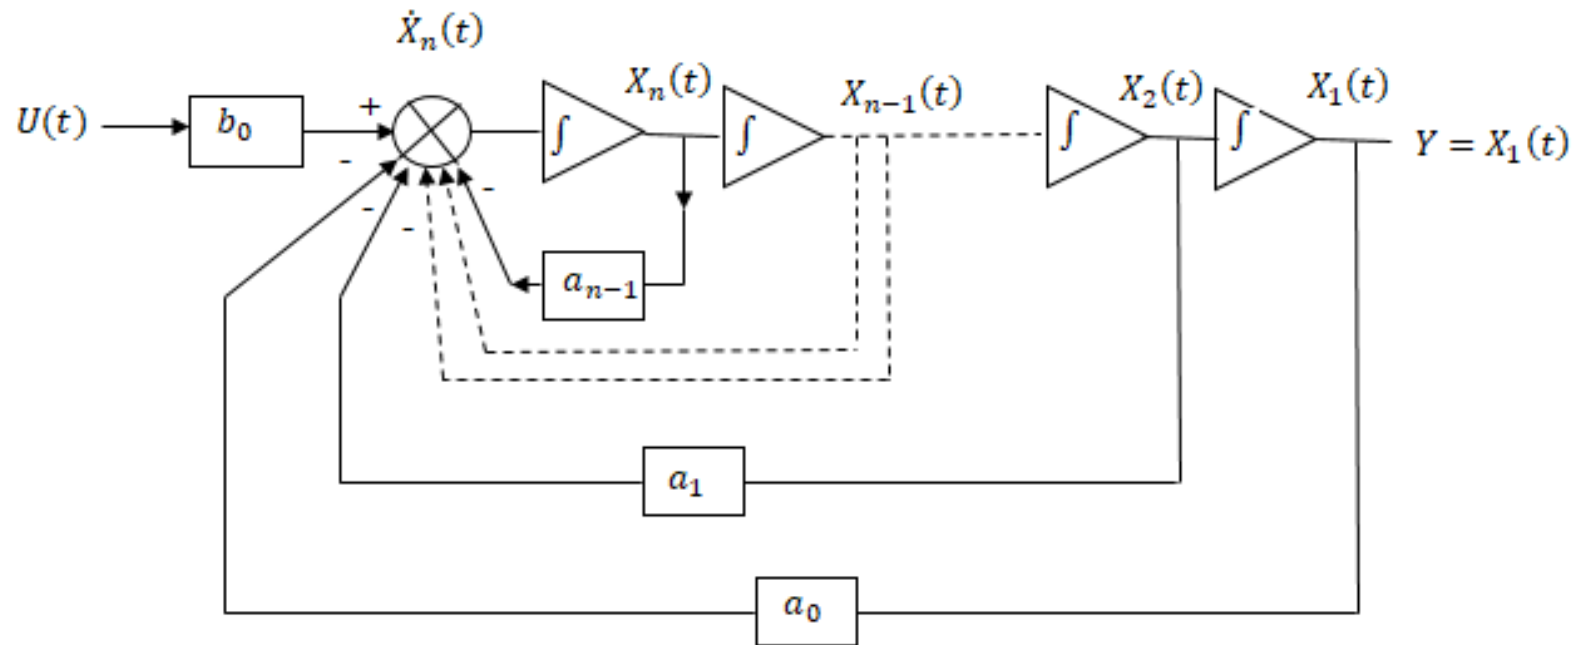 Ẋₙ(t)
Xₙ(t)
Xₙ₋₁(t)
X₂(t)
X₁(t)
U(t)
b₀
+
-
-
-
-
∫
∫
∫
∫
Y = X₁(t)
aₙ₋₁
a₁
a₀